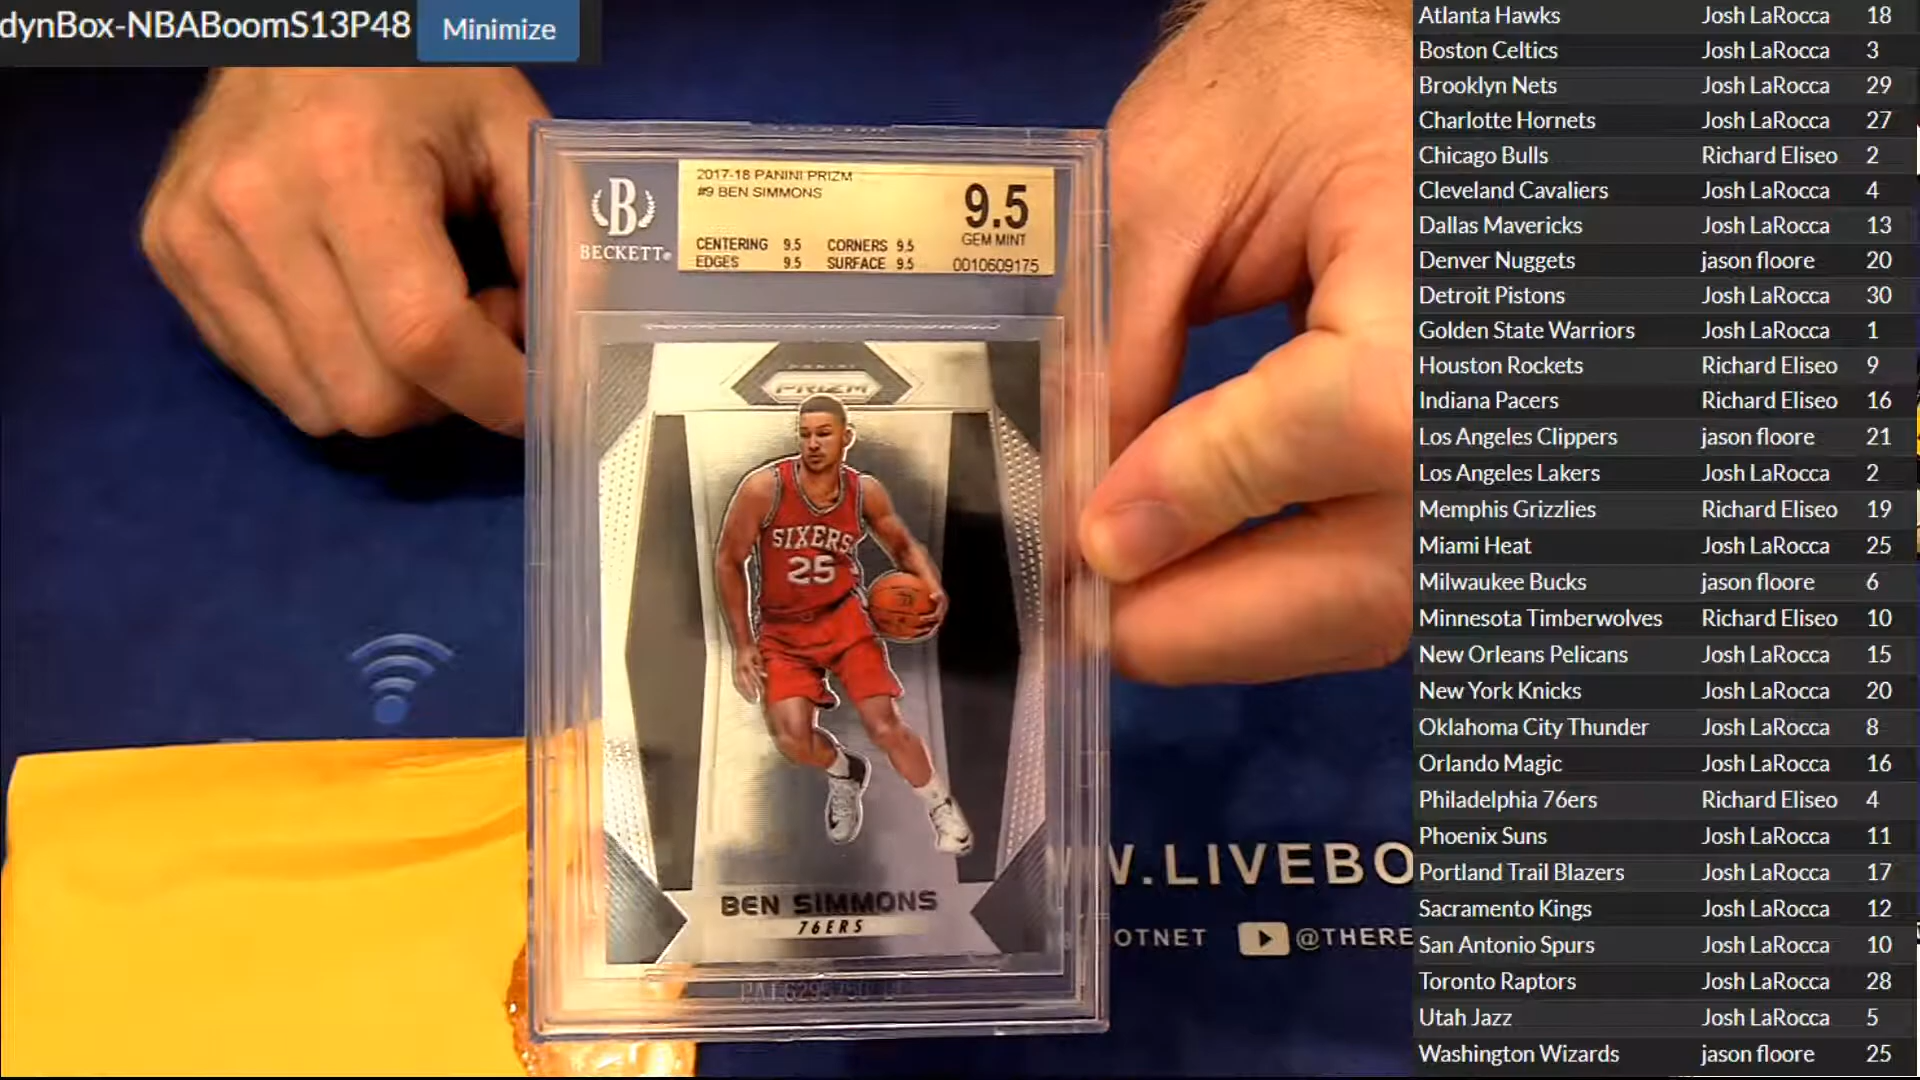 dynBox-NBABoomS13P48
Minimize
B
BECKETT®
2017-18 PANINI PRIZM
#9 BEN SIMMONS
9.5
GEM MINT
CENTERING 9.5 CORNERS 9.5
EDGES 9.5 SURFACE 9.5
0010609175
PANINI
PRIZM
SIXERS
25
BEN SIMMONS
76ERS
W.LIVEBO
OTNET
@THERE
Atlanta Hawks Josh LaRocca 18
Boston Celtics Josh LaRocca 3
Brooklyn Nets Josh LaRocca 29
Charlotte Hornets Josh LaRocca 27
Chicago Bulls Richard Eliseo 2
Cleveland Cavaliers Josh LaRocca 4
Dallas Mavericks Josh LaRocca 13
Denver Nuggets jason floore 20
Detroit Pistons Josh LaRocca 30
Golden State Warriors Josh LaRocca 1
Houston Rockets Richard Eliseo 9
Indiana Pacers Richard Eliseo 16
Los Angeles Clippers jason floore 21
Los Angeles Lakers Josh LaRocca 2
Memphis Grizzlies Richard Eliseo 19
Miami Heat Josh LaRocca 25
Milwaukee Bucks jason floore 6
Minnesota Timberwolves Richard Eliseo 10
New Orleans Pelicans Josh LaRocca 15
New York Knicks Josh LaRocca 20
Oklahoma City Thunder Josh LaRocca 8
Orlando Magic Josh LaRocca 16
Philadelphia 76ers Richard Eliseo 4
Phoenix Suns Josh LaRocca 11
Portland Trail Blazers Josh LaRocca 17
Sacramento Kings Josh LaRocca 12
San Antonio Spurs Josh LaRocca 10
Toronto Raptors Josh LaRocca 28
Utah Jazz Josh LaRocca 5
Washington Wizards jason floore 25